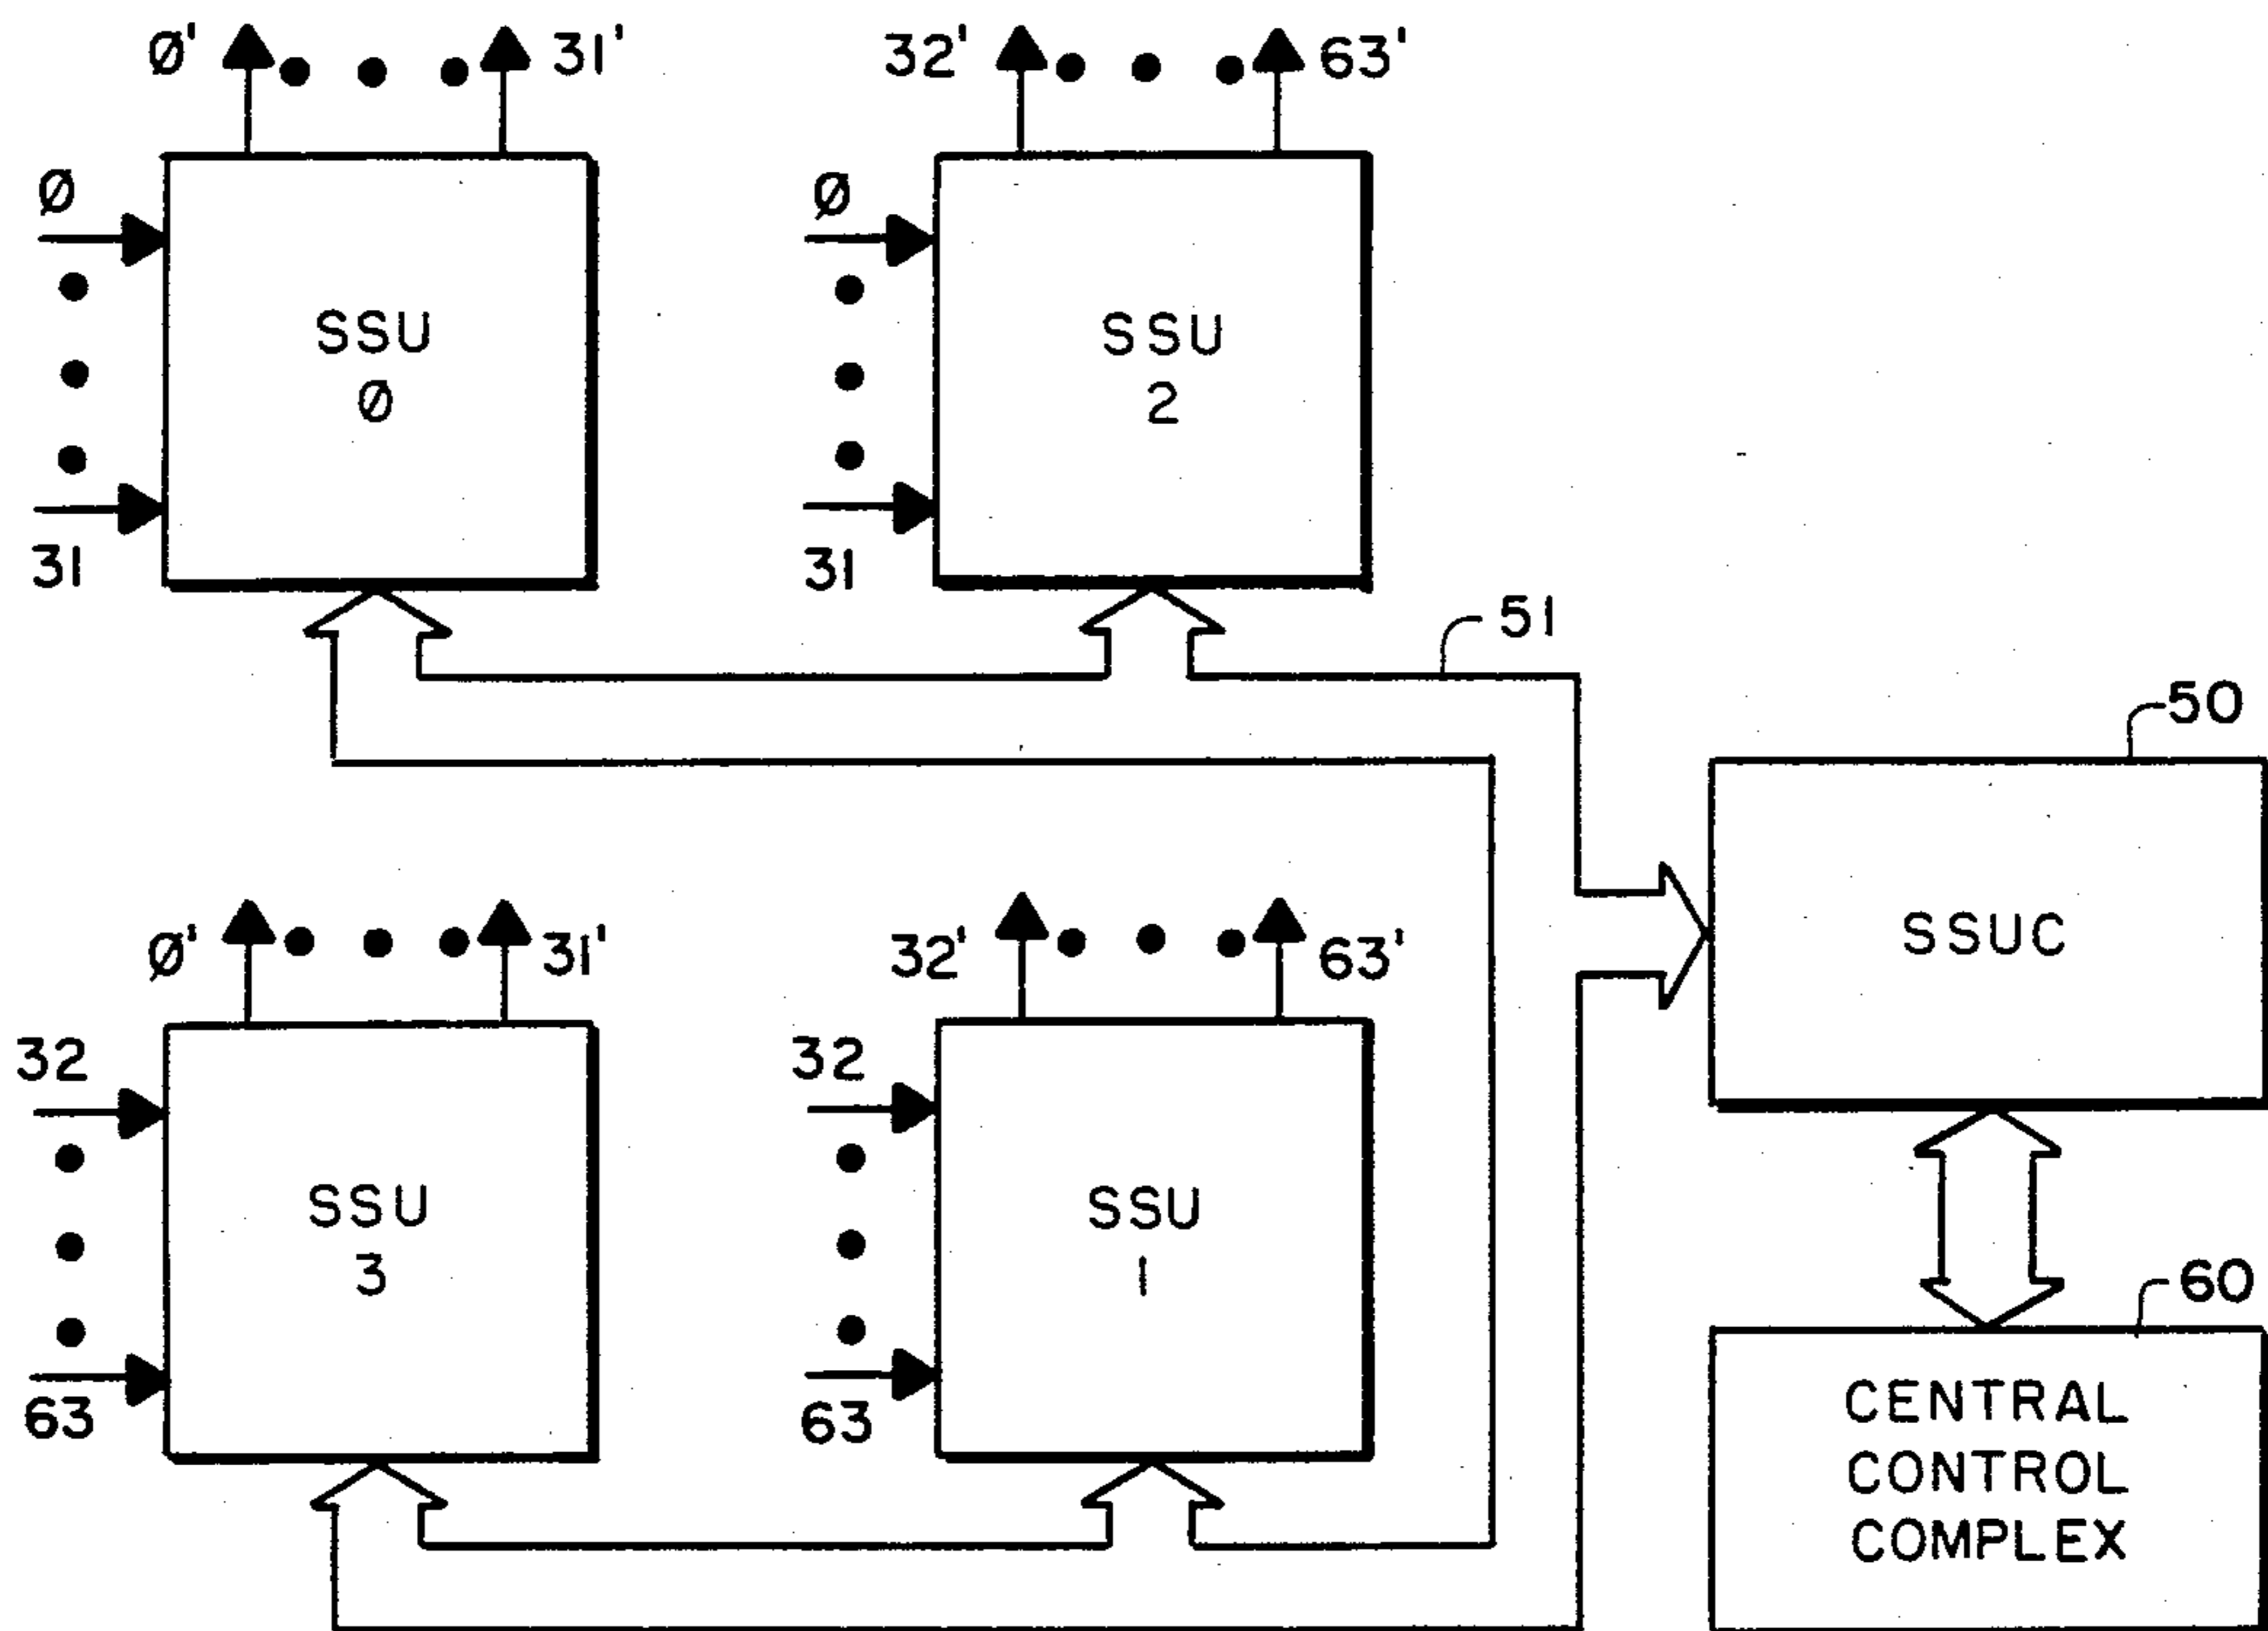 Ø' 31' 32' 63'
Ø Ø
SSU
Ø
SSU
2
31 31
51
50
SSUC
Ø' 31' 32' 63'
32 32
SSU
3
SSU
1
63 63
60
CENTRAL
CONTROL
COMPLEX